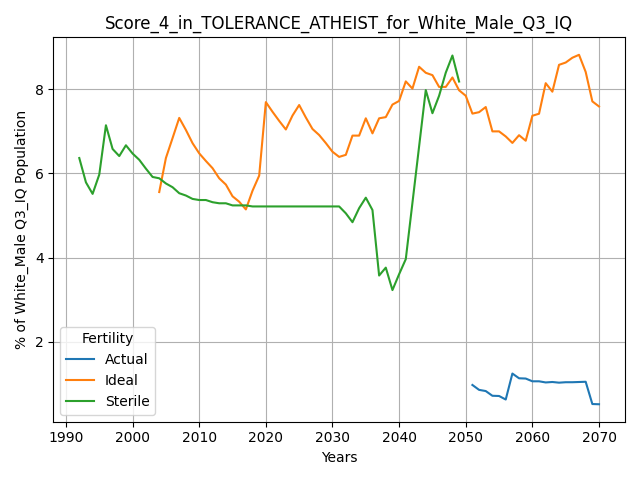 Score_4_in_TOLERANCE_ATHEIST_for_White_Male_Q3_IQ
% of White_Male Q3_IQ Population
8
6
4
2
Fertility
Actual
Ideal
Sterile
1990 2000 2010 2020 2030 2040 2050 2060 2070
Years